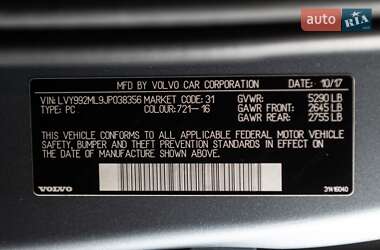 auto RIA
MFD BY VOLVO CAR CORPORATION DATE: 10/17
VIN: LVY992ML9JP038356 MARKET CODE: 31 GVWR: 5290 LB
TYPE: PC COLOUR:721-16 GAWR FRONT: 2645 LB
GAWR REAR: 2755 LB
THIS VEHICLE CONFORMS TO ALL APPLICABLE FEDERAL MOTOR VEHICLE
SAFETY, BUMPER AND THEFT PREVENTION STANDARDS IN EFFECT ON
THE DATE OF MANUFACTURE SHOWN ABOVE.
VOLVO